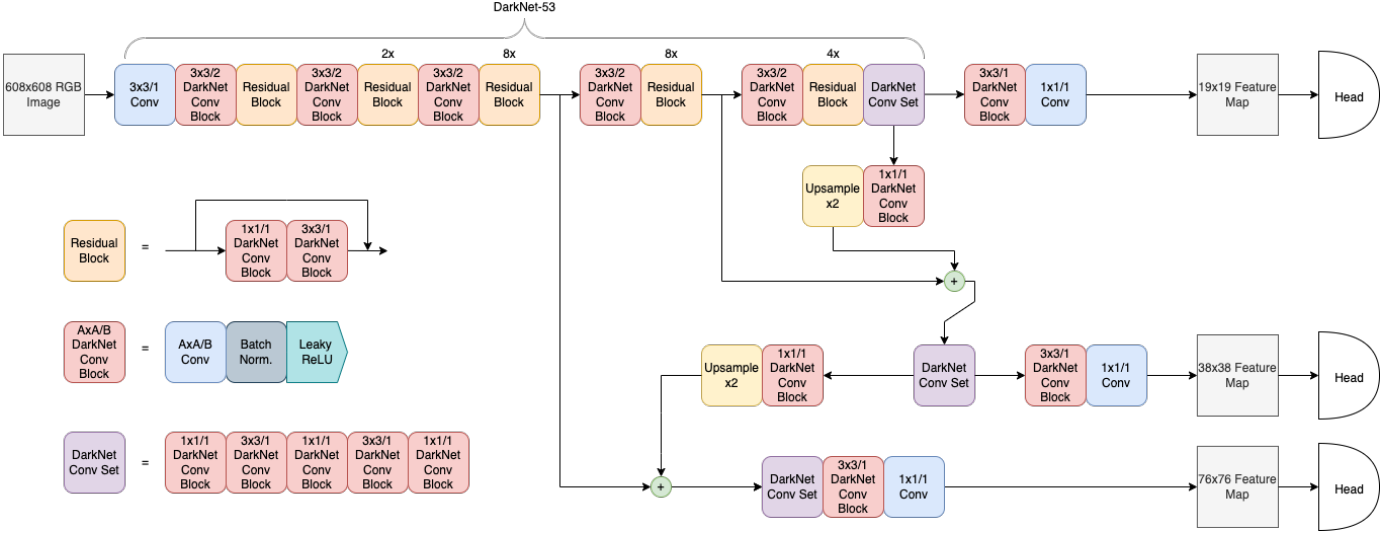 DarkNet-53
2x
8x
8x
4x
608x608 RGB
Image
3x3/1
Conv
3x3/2
DarkNet
Conv
Block
Residual
Block
3x3/2
DarkNet
Conv
Block
Residual
Block
3x3/2
DarkNet
Conv
Block
Residual
Block
3x3/2
DarkNet
Conv
Block
Residual
Block
3x3/2
DarkNet
Conv
Block
Residual
Block
DarkNet
Conv Set
3x3/1
DarkNet
Conv
Block
1x1/1
Conv
19x19 Feature
Map
Head
Upsample
x2
1x1/1
DarkNet
Conv
Block
+
Residual
Block
=
1x1/1
DarkNet
Conv
Block
3x3/1
DarkNet
Conv
Block
AxA/B
DarkNet
Conv
Block
=
AxA/B
Conv
Batch
Norm.
Leaky
ReLU
Upsample
x2
1x1/1
DarkNet
Conv
Block
DarkNet
Conv Set
3x3/1
DarkNet
Conv
Block
1x1/1
Conv
38x38 Feature
Map
Head
DarkNet
Conv Set
=
1x1/1
DarkNet
Conv
Block
3x3/1
DarkNet
Conv
Block
1x1/1
DarkNet
Conv
Block
3x3/1
DarkNet
Conv
Block
1x1/1
DarkNet
Conv
Block
+
DarkNet
Conv Set
3x3/1
DarkNet
Conv
Block
1x1/1
Conv
76x76 Feature
Map
Head